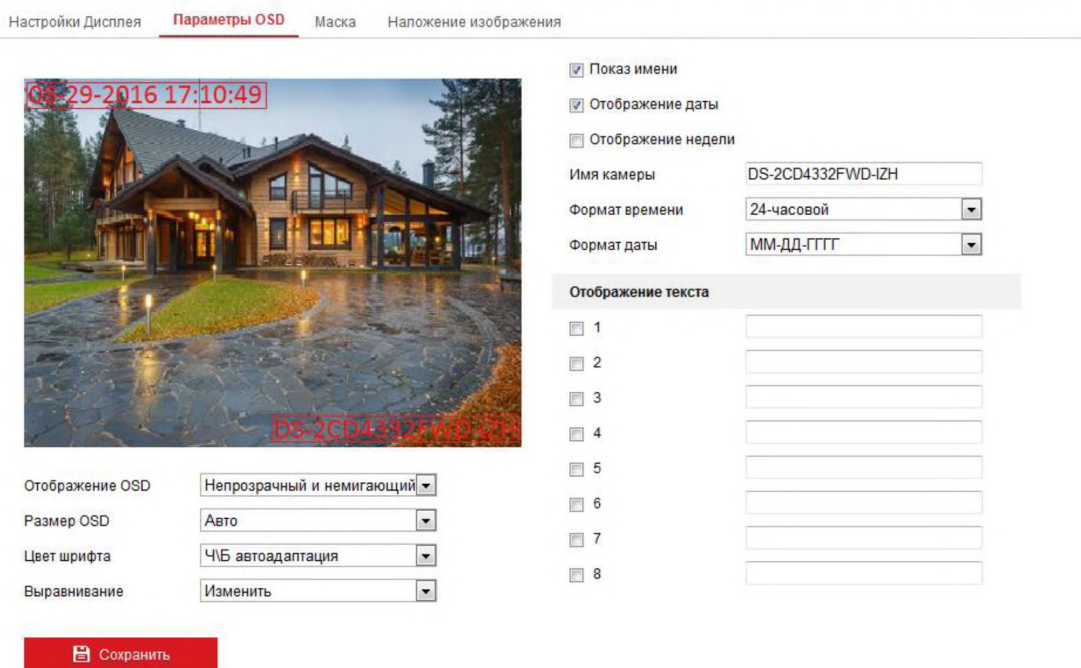 Настройки Дисплея Параметры OSD Маска Наложение изображения
08-29-2016 17:10:49
DS-2CD4332FWD-IZH
Отображение OSD Непрозрачный и немигающий
Размер OSD Авто
Цвет шрифта Ч\Б автоадаптация
Выравнивание Изменить
Сохранить
Показ имени
Отображение даты
Отображение недели
Имя камеры DS-2CD4332FWD-IZH
Формат времени 24-часовой
Формат даты ММ-ДД-ГГГГ
Отображение текста
1
2
3
4
5
6
7
8